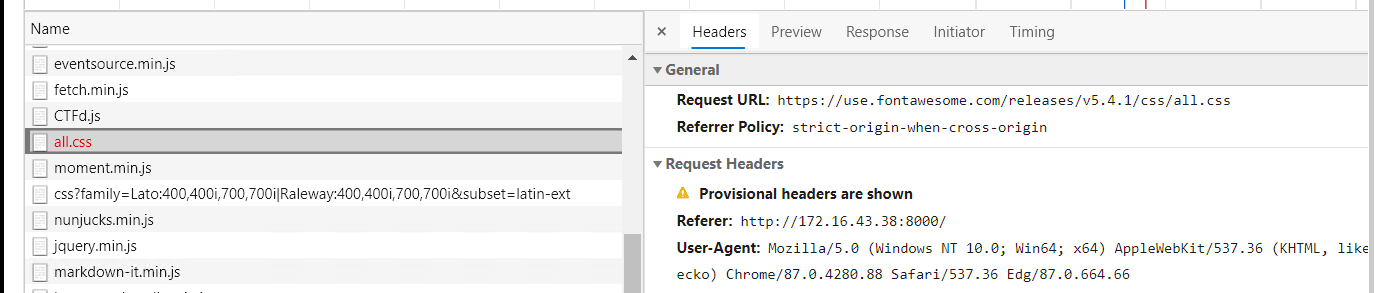 Name
eventsource.min.js
fetch.min.js
CTFd.js
all.css
moment.min.js
css?family=Lato:400,400i,700,700i|Raleway:400,400i,700,700i&subset=latin-ext
nunjucks.min.js
jquery.min.js
markdown-it.min.js
× Headers Preview Response Initiator Timing
General
Request URL: https://use.fontawesome.com/releases/v5.4.1/css/all.css
Referrer Policy: strict-origin-when-cross-origin
Request Headers
Provisional headers are shown
Referer: http://172.16.43.38:8000/
User-Agent: Mozilla/5.0 (Windows NT 10.0; Win64; x64) AppleWebKit/537.36 (KHTML, like
ecko) Chrome/87.0.4280.88 Safari/537.36 Edg/87.0.664.66